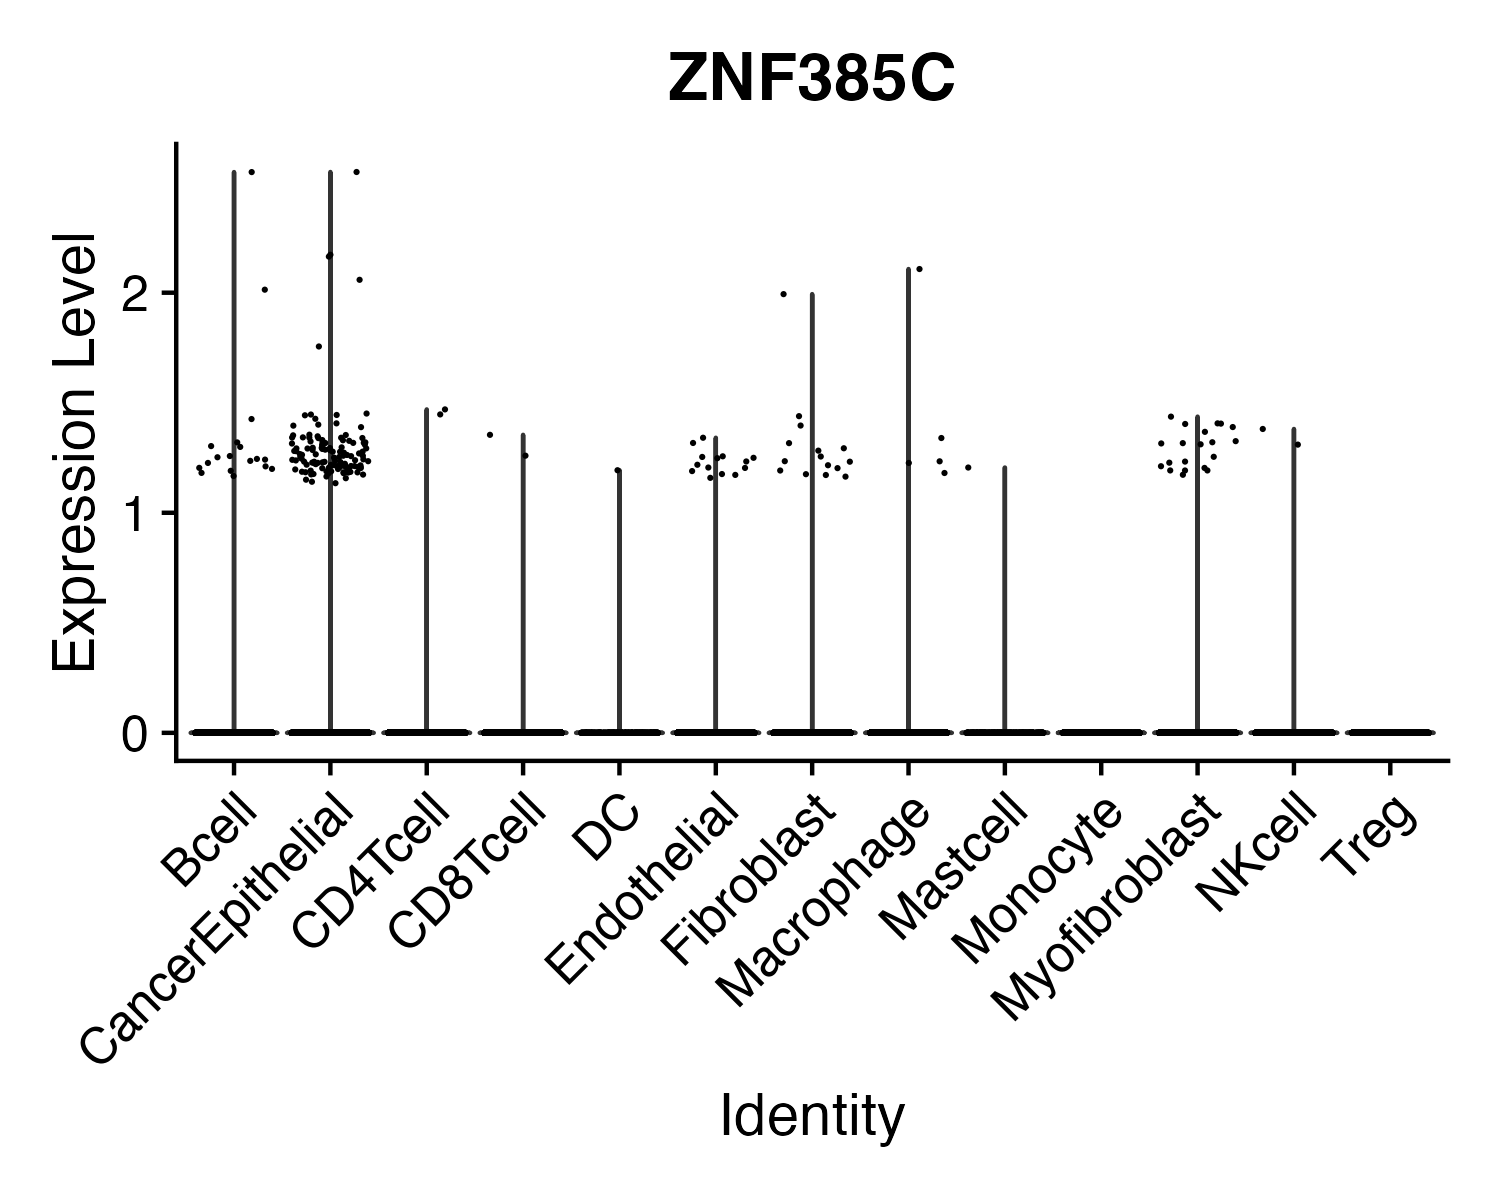 ZNF385C
Expression Level
2
1
0
Bcell
CancerEpithelial
CD4Tcell
CD8Tcell
DC
Endothelial
Fibroblast
Macrophage
Mastcell
Monocyte
Myofibroblast
NKcell
Treg
Identity